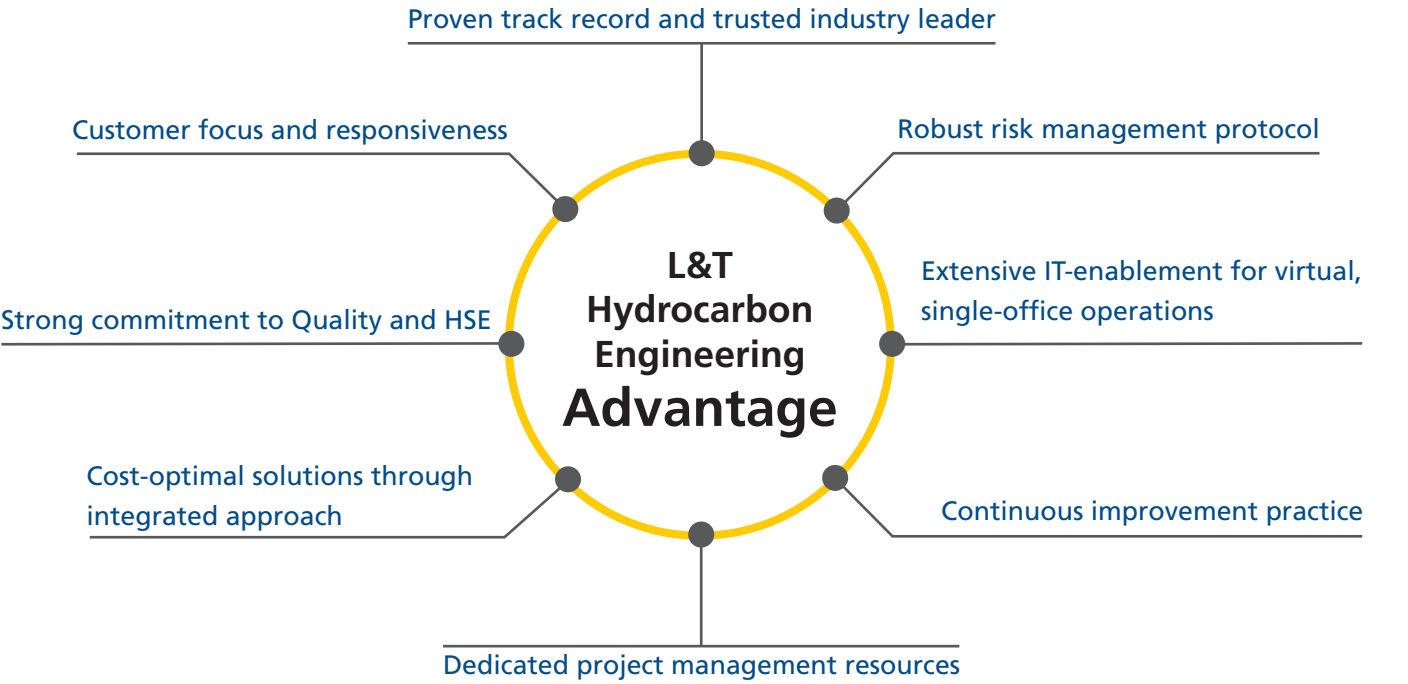 Proven track record and trusted industry leader
Customer focus and responsiveness
Robust risk management protocol
L&T
Hydrocarbon
Engineering
Advantage
Extensive IT-enablement for virtual,
single-office operations
Strong commitment to Quality and HSE
Cost-optimal solutions through
integrated approach
Continuous improvement practice
Dedicated project management resources